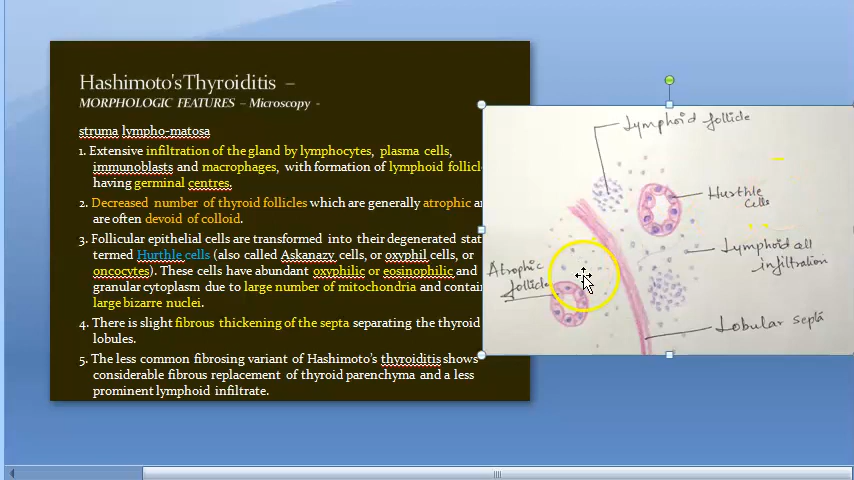 Hashimoto's Thyroiditis –
MORPHOLOGIC FEATURES – Microscopy -
struma lympho-matosa
1. Extensive infiltration of the gland by lymphocytes, plasma cells,
immunoblasts and macrophages, with formation of lymphoid
having germinal centres.
2. Decreased number of thyroid follicles which are generally atrophic
are often devoid of colloid.
3. Follicular epithelial cells are transformed into their degenerated
termed Hurthle cells (also called Askanazy cells, or oxyphil cells, or
oncocytes). These cells have abundant oxyphilic or eosinophilic and
granular cytoplasm due to large number of mitochondria and
large bizarre nuclei.
4. There is slight fibrous thickening of the septa separating the thyroid
lobules.
5. The less common fibrosing variant of Hashimoto's thyroiditis shows
considerable fibrous replacement of thyroid parenchyma and a less
prominent lymphoid infiltrate.
Lymphoid follicle
Hurthle
Cells
Lymphoid cell
infiltration
Atrophic
follicle
Lobular septa